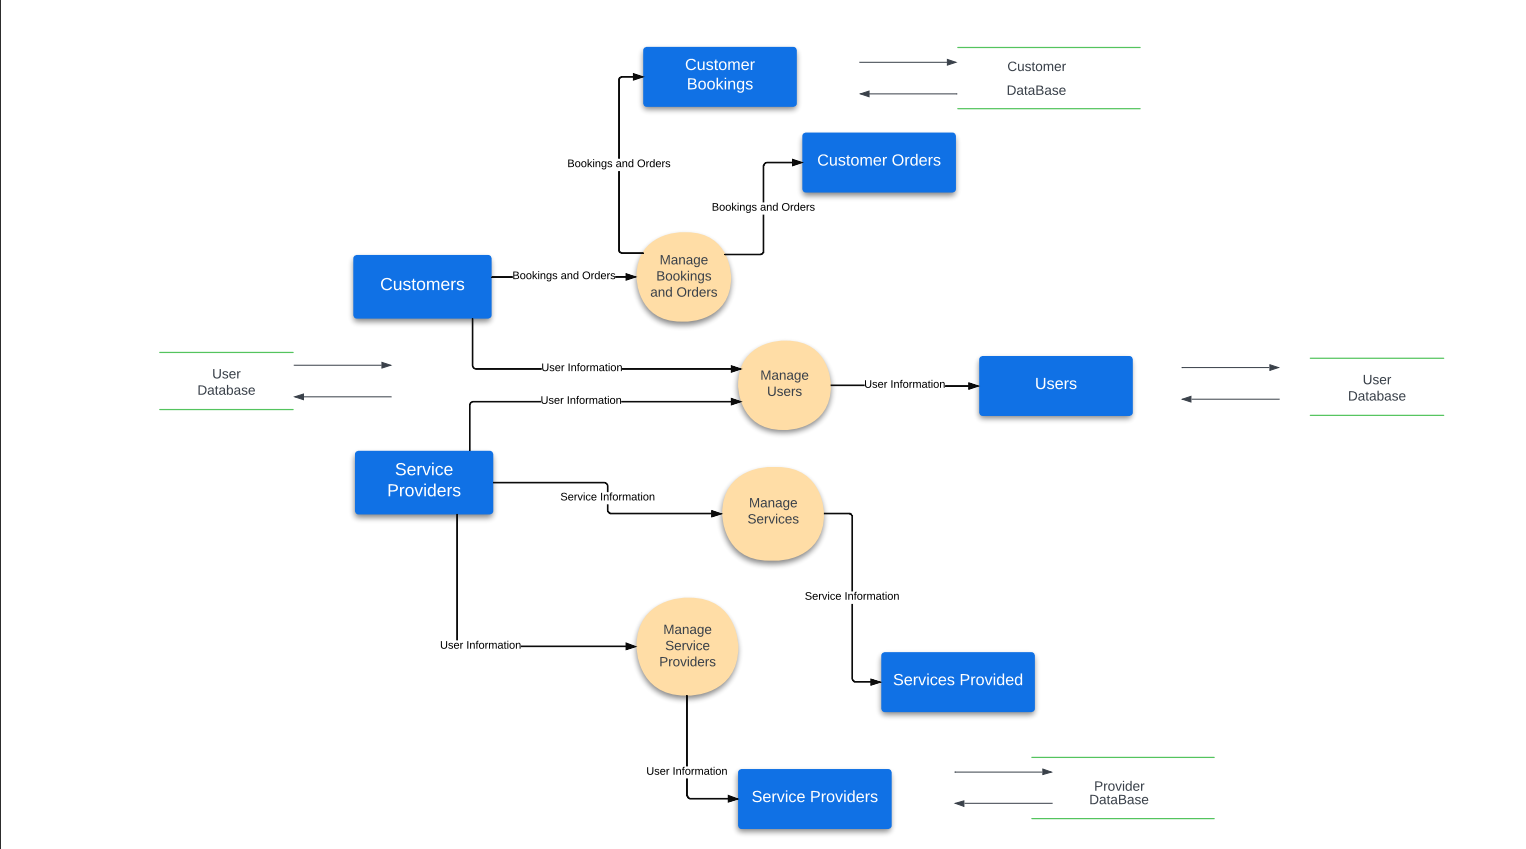 Customer
Bookings
Customer
DataBase
Customer Orders
Bookings and Orders
Bookings and Orders
Manage
Bookings
and Orders
Customers
Bookings and Orders
User
Database
User Information
Manage
Users
User Information
Users
User
Database
User Information
Service
Providers
Service Information
Manage
Services
Service Information
Manage
Service
Providers
User Information
Services Provided
User Information
Service Providers
Provider
DataBase